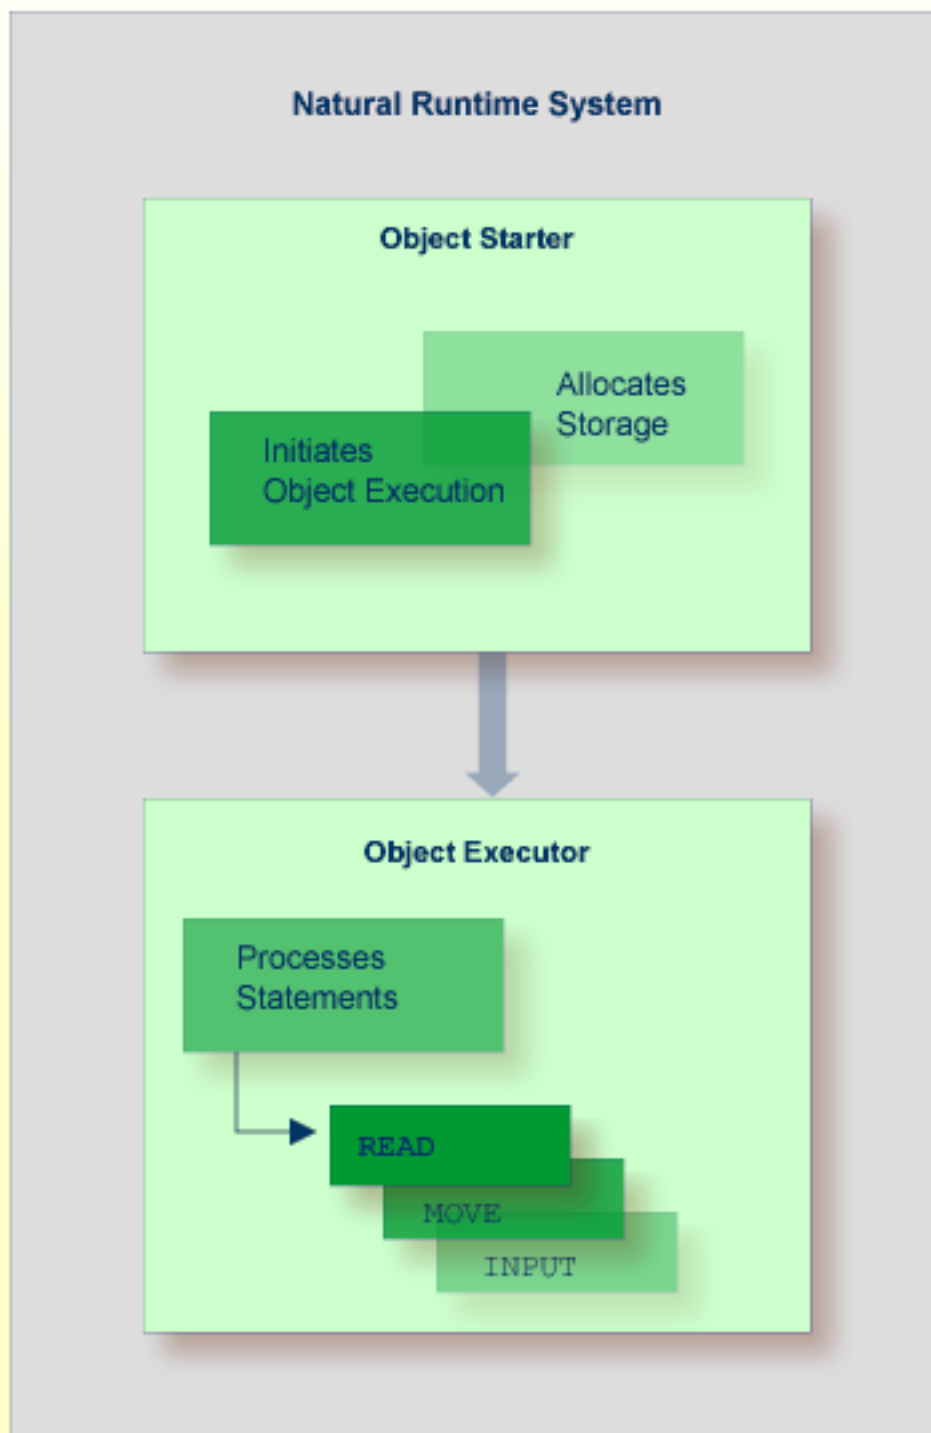 Natural Runtime System
Object Starter
Allocates
Storage
Initiates
Object Execution
Object Executor
Processes
Statements
READ
MOVE
INPUT